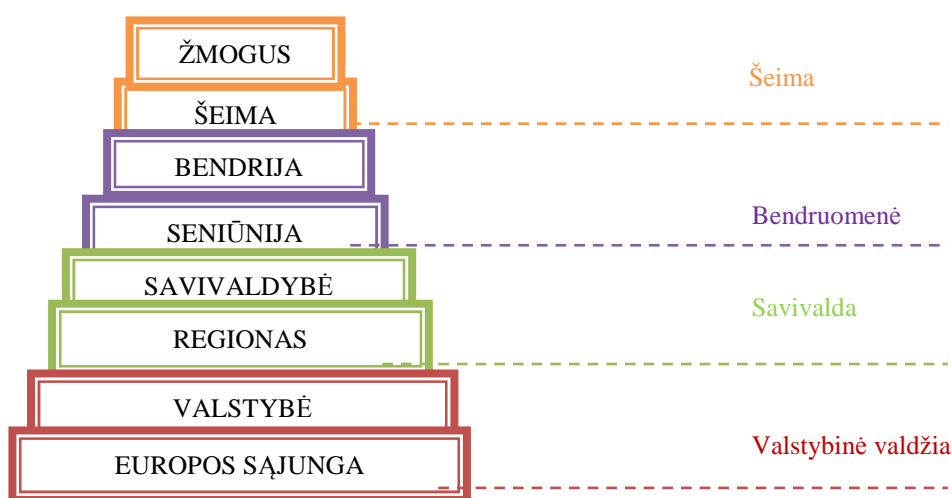 ŽMOGUS
Šeima
ŠEIMA
BENDRIJA
Bendruomenė
SENIŪNIJA
SAVIVALDYBĖ
Savivalda
REGIONAS
VALSTYBĖ
Valstybinė valdžia
EUROPOS SĄJUNGA